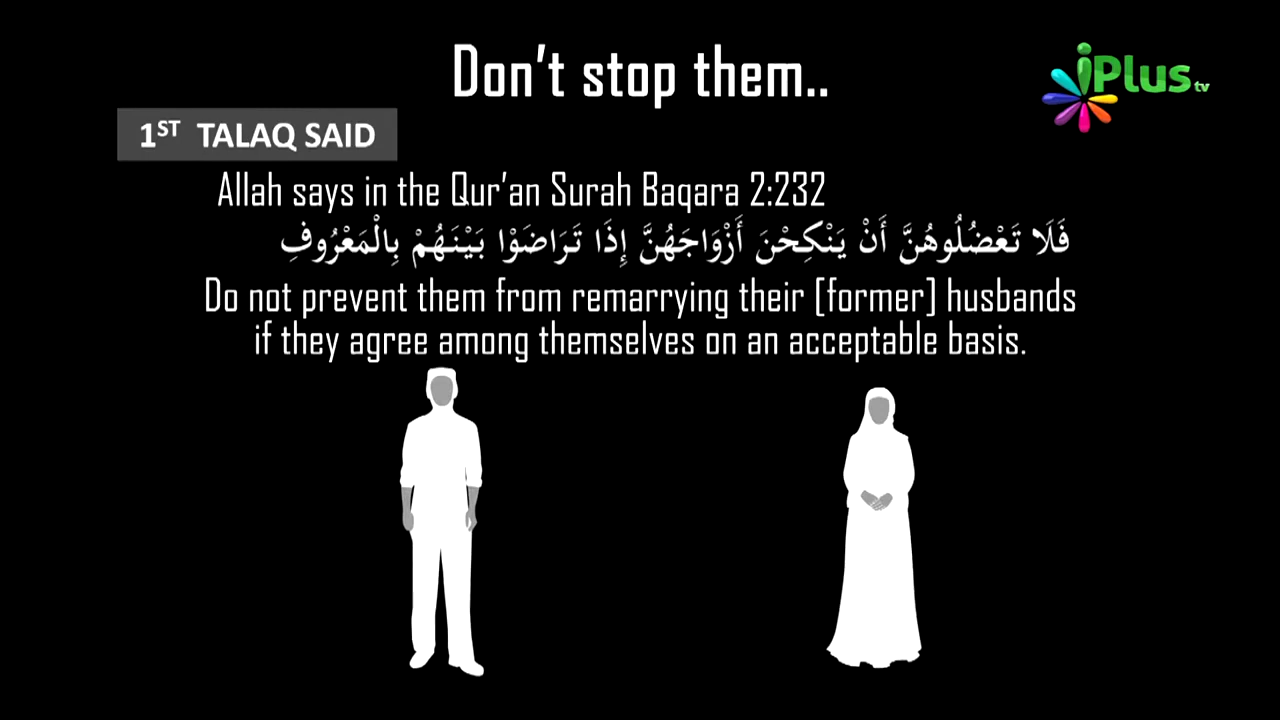 Don't stop them..
iPlus tv
1ST TALAQ SAID
Allah says in the Qur'an Surah Baqara 2:232
فَلَا تَعْضُلُوهُنَّ أَنْ يَنْكِحْنَ أَزْوَاجَهُنَّ إِذَا تَرَاضَوْا بَيْنَهُمْ بِالْمَعْرُوفِ
Do not prevent them from remarrying their [former] husbands
if they agree among themselves on an acceptable basis.